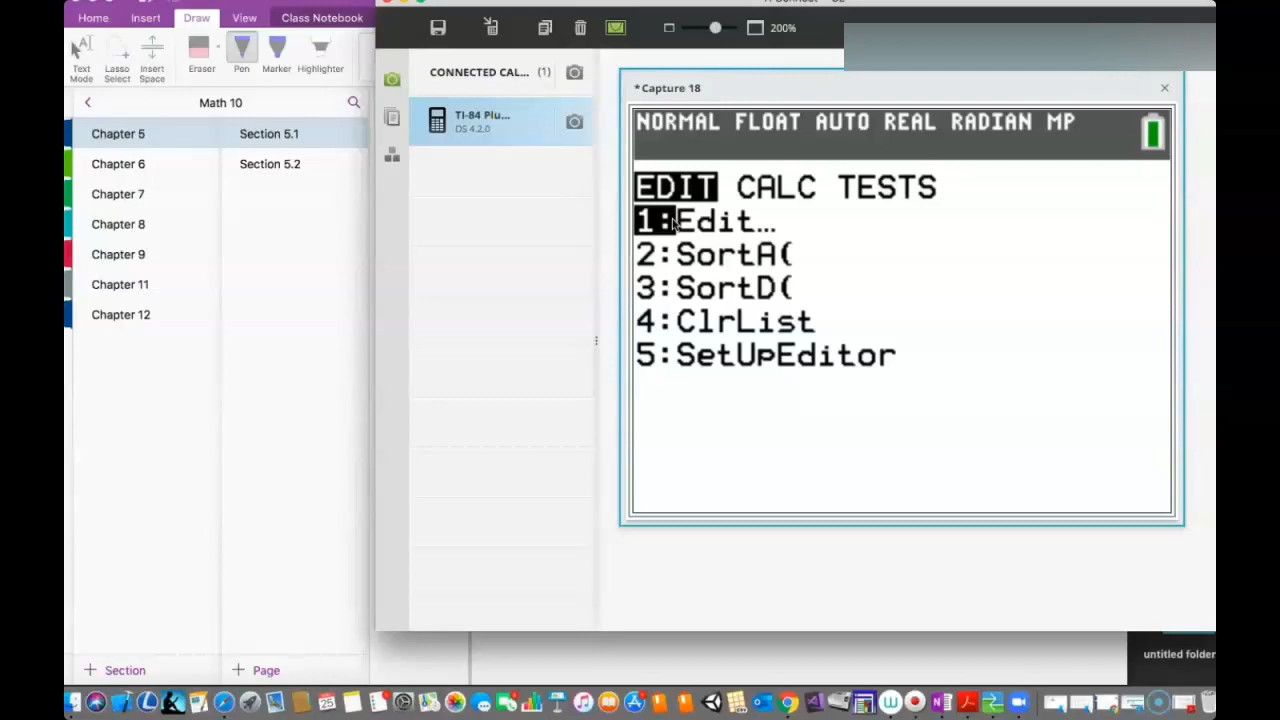 Home Insert Draw View Class Notebook
Text Mode
Lasso Select
Insert Space
Eraser
Pen
Marker
Highlighter
Math 10
Chapter 5
Chapter 6
Chapter 7
Chapter 8
Chapter 9
Chapter 11
Chapter 12
Section 5.1
Section 5.2
+ Section
+ Page
200%
CONNECTED CAL... (1)
TI-84 Plu...
OS 4.2.0
*Capture 18
NORMAL FLOAT AUTO REAL RADIAN MP
EDIT CALC TESTS
1:Edit…
2:SortA(
3:SortD(
4:ClrList
5:SetUpEditor
untitled folder
25